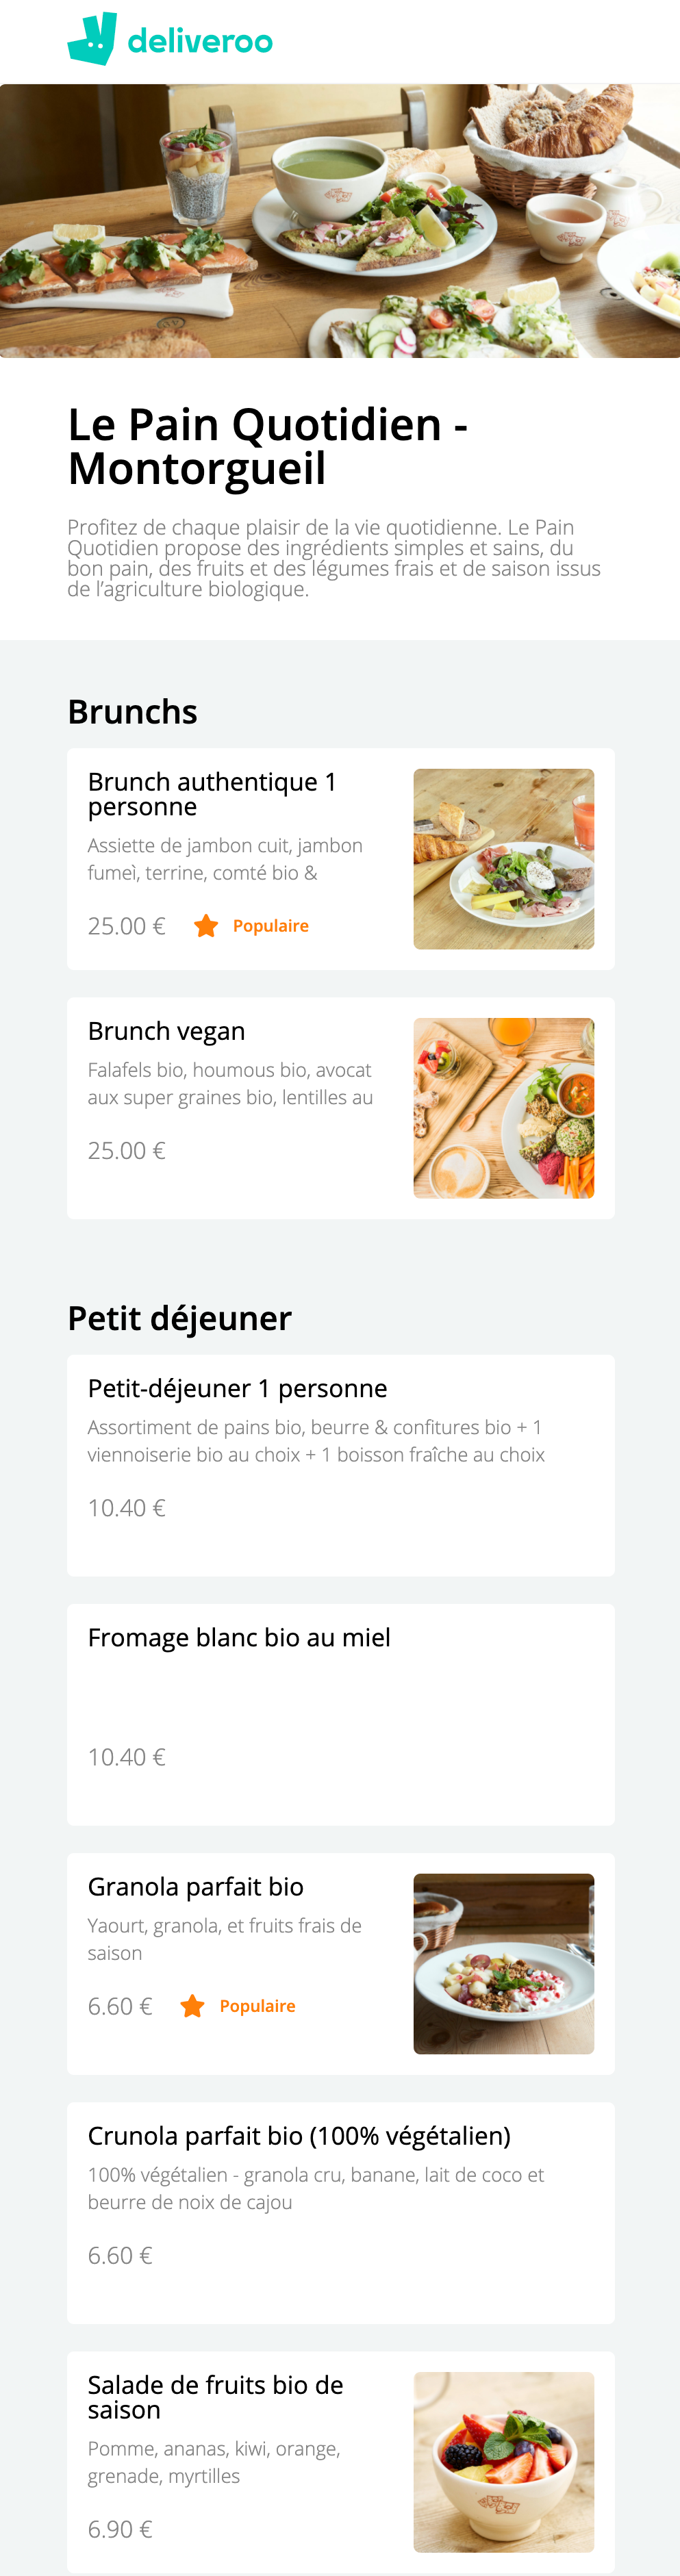 deliveroo
Le Pain Quotidien -
Montorgueil
Profitez de chaque plaisir de la vie quotidienne. Le Pain
Quotidien propose des ingrédients simples et sains, du
bon pain, des fruits et des légumes frais et de saison issus
de l’agriculture biologique.
Brunchs
Brunch authentique 1
personne
Assiette de jambon cuit, jambon
fumeì, terrine, comté bio &
25.00 €
Populaire
Brunch vegan
Falafels bio, houmous bio, avocat
aux super graines bio, lentilles au
25.00 €
Petit déjeuner
Petit-déjeuner 1 personne
Assortiment de pains bio, beurre & confitures bio + 1
viennoiserie bio au choix + 1 boisson fraîche au choix
10.40 €
Fromage blanc bio au miel
10.40 €
Granola parfait bio
Yaourt, granola, et fruits frais de
saison
6.60 €
Populaire
Crunola parfait bio (100% végétalien)
100% végétalien - granola cru, banane, lait de coco et
beurre de noix de cajou
6.60 €
Salade de fruits bio de
saison
Pomme, ananas, kiwi, orange,
grenade, myrtilles
6.90 €